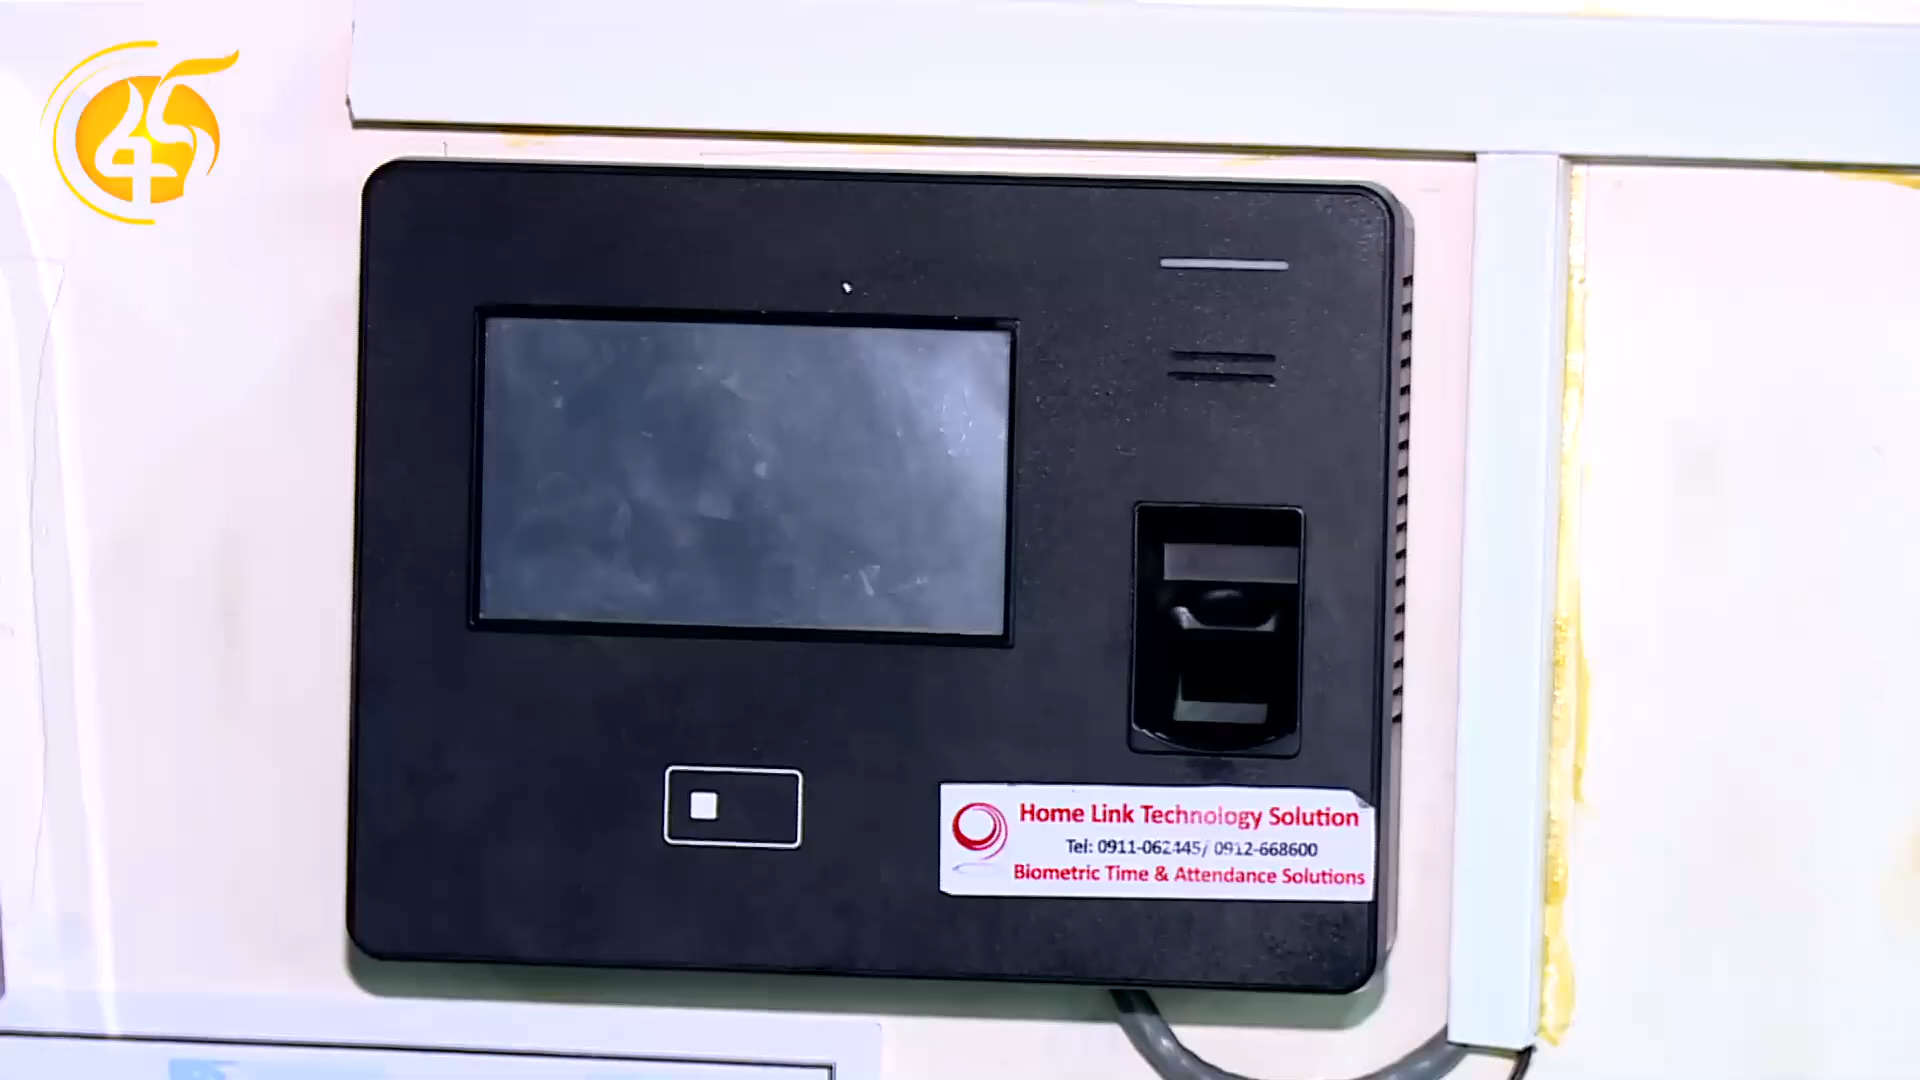 Home Link Technology Solution
Tel: 0911-062445/ 0912-668600
Biometric Time & Attendance Solutions